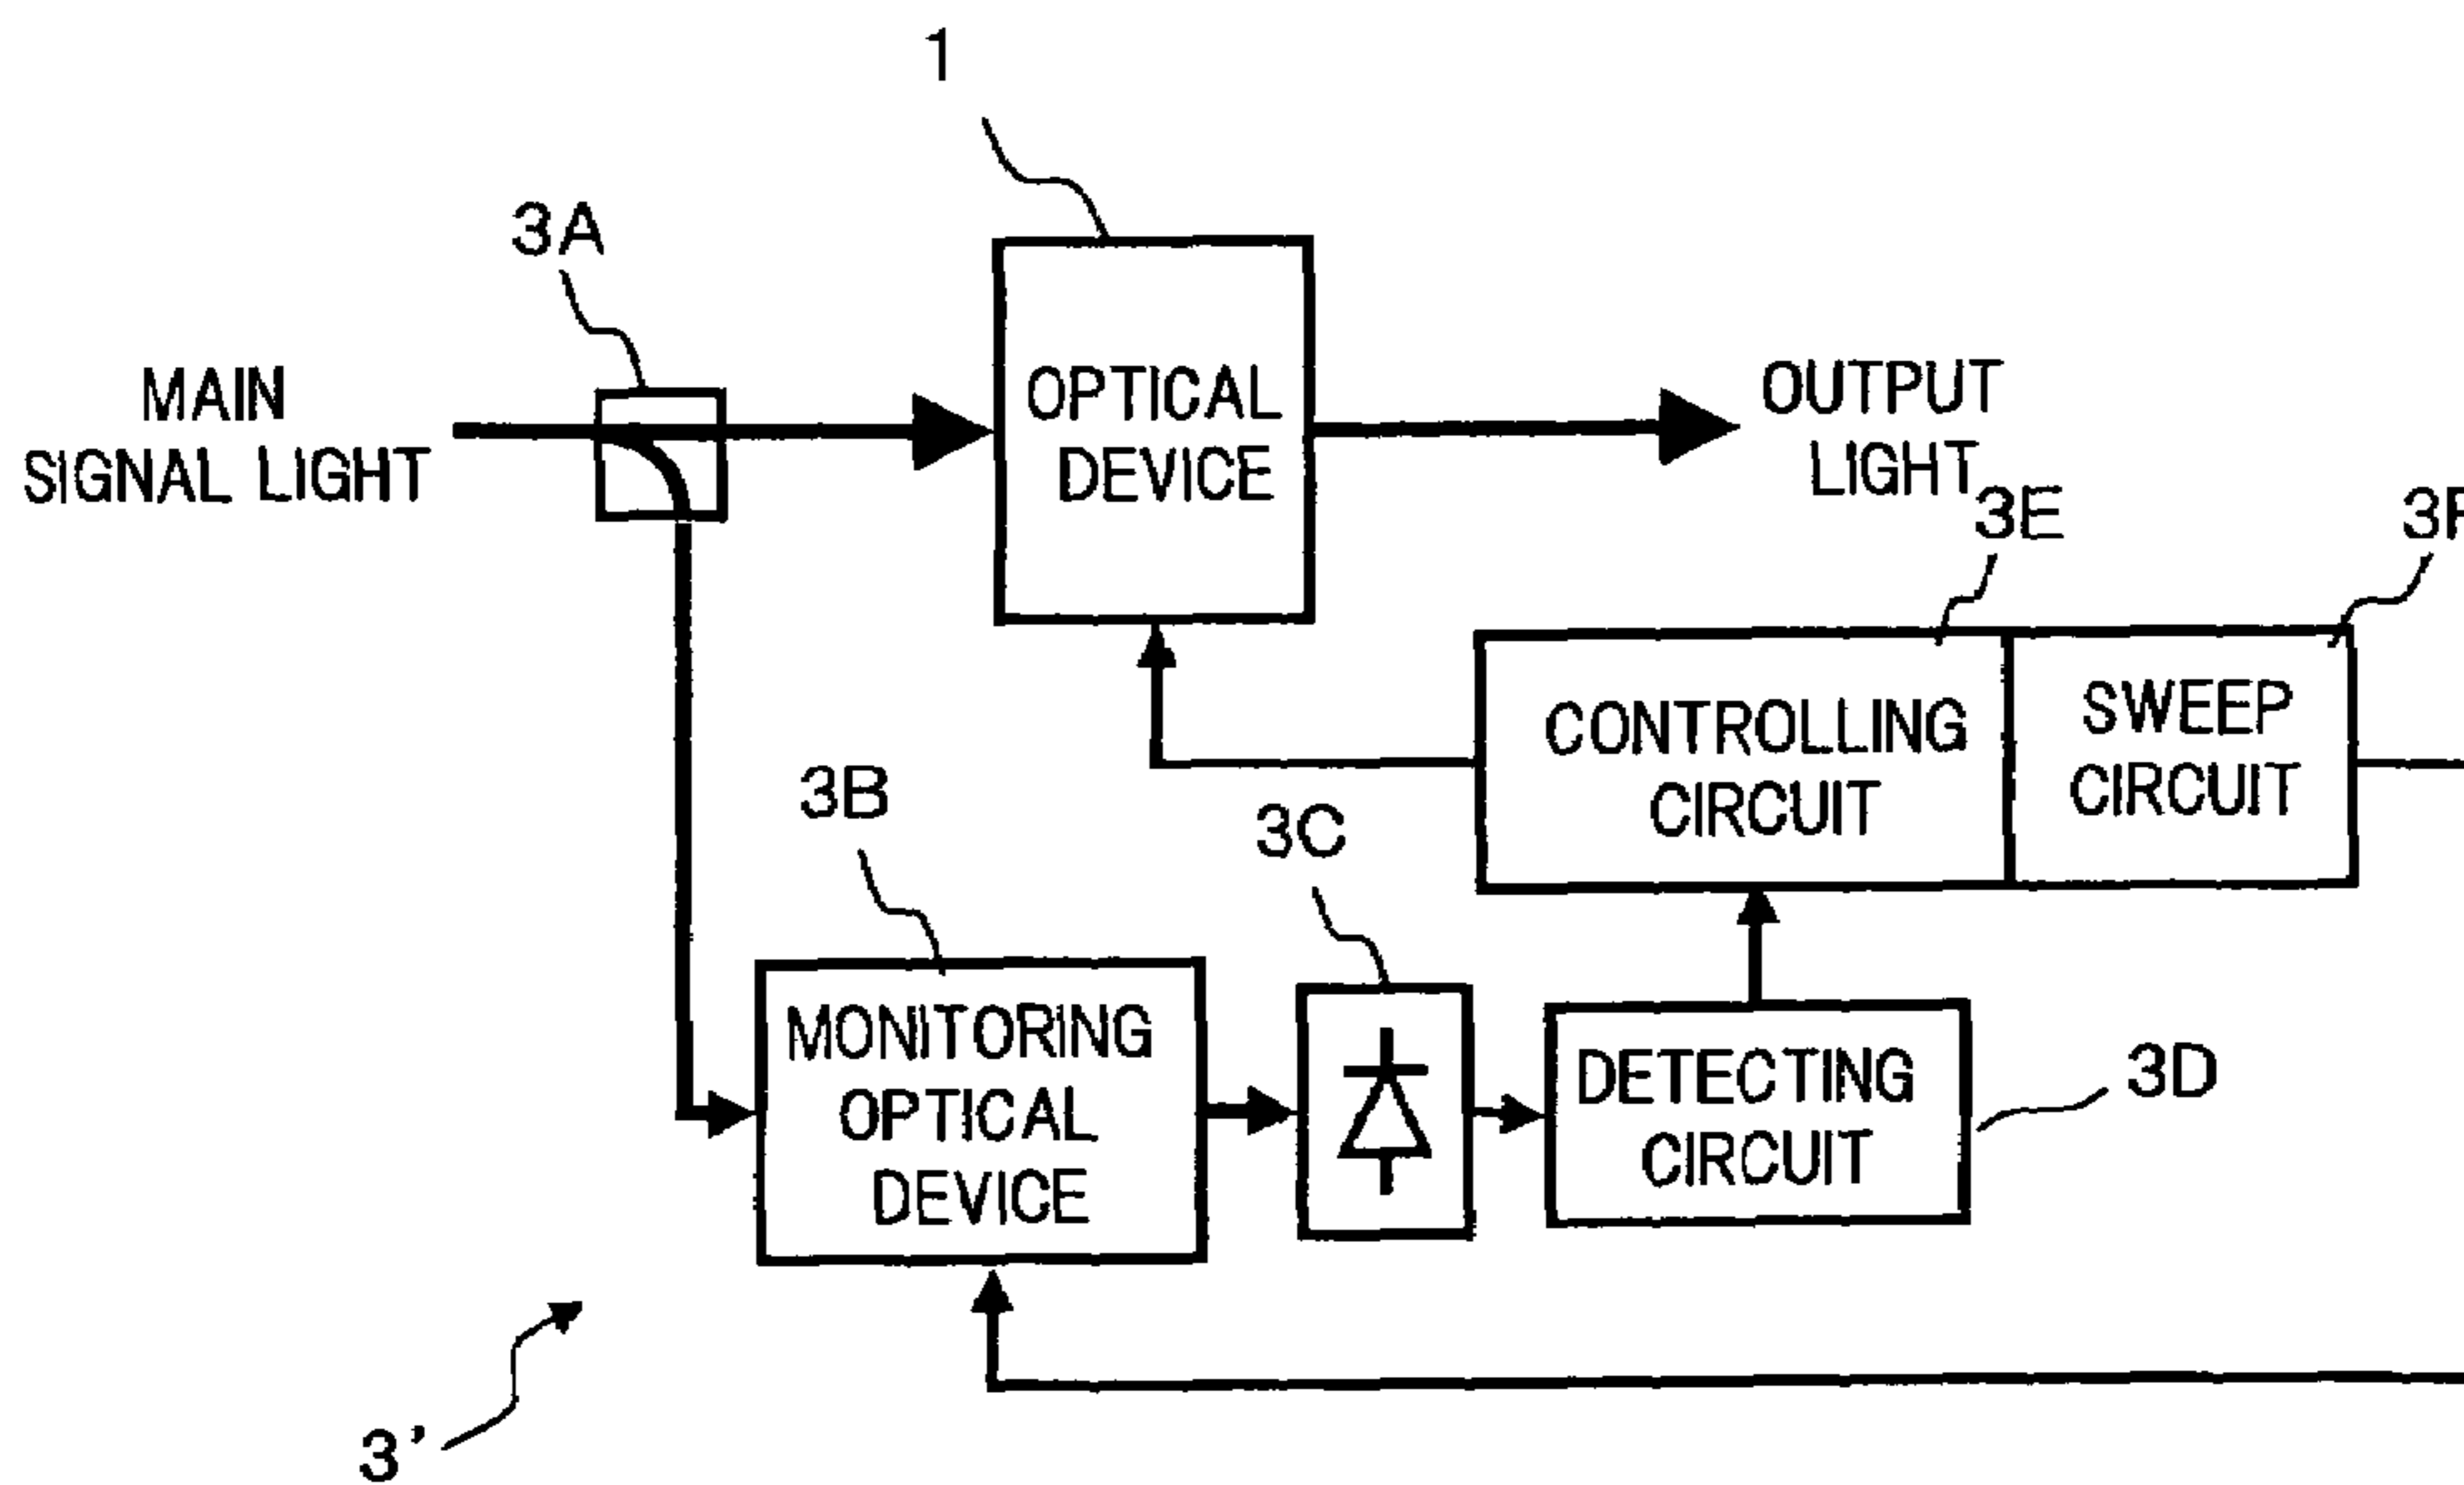 1
3A
MAIN
SIGNAL LIGHT
OPTICAL
DEVICE
OUTPUT
LIGHT
3E
3F
CONTROLLING
CIRCUIT
SWEEP
CIRCUIT
3B
3C
MONITORING
OPTICAL
DEVICE
DETECTING
CIRCUIT
3D
3'